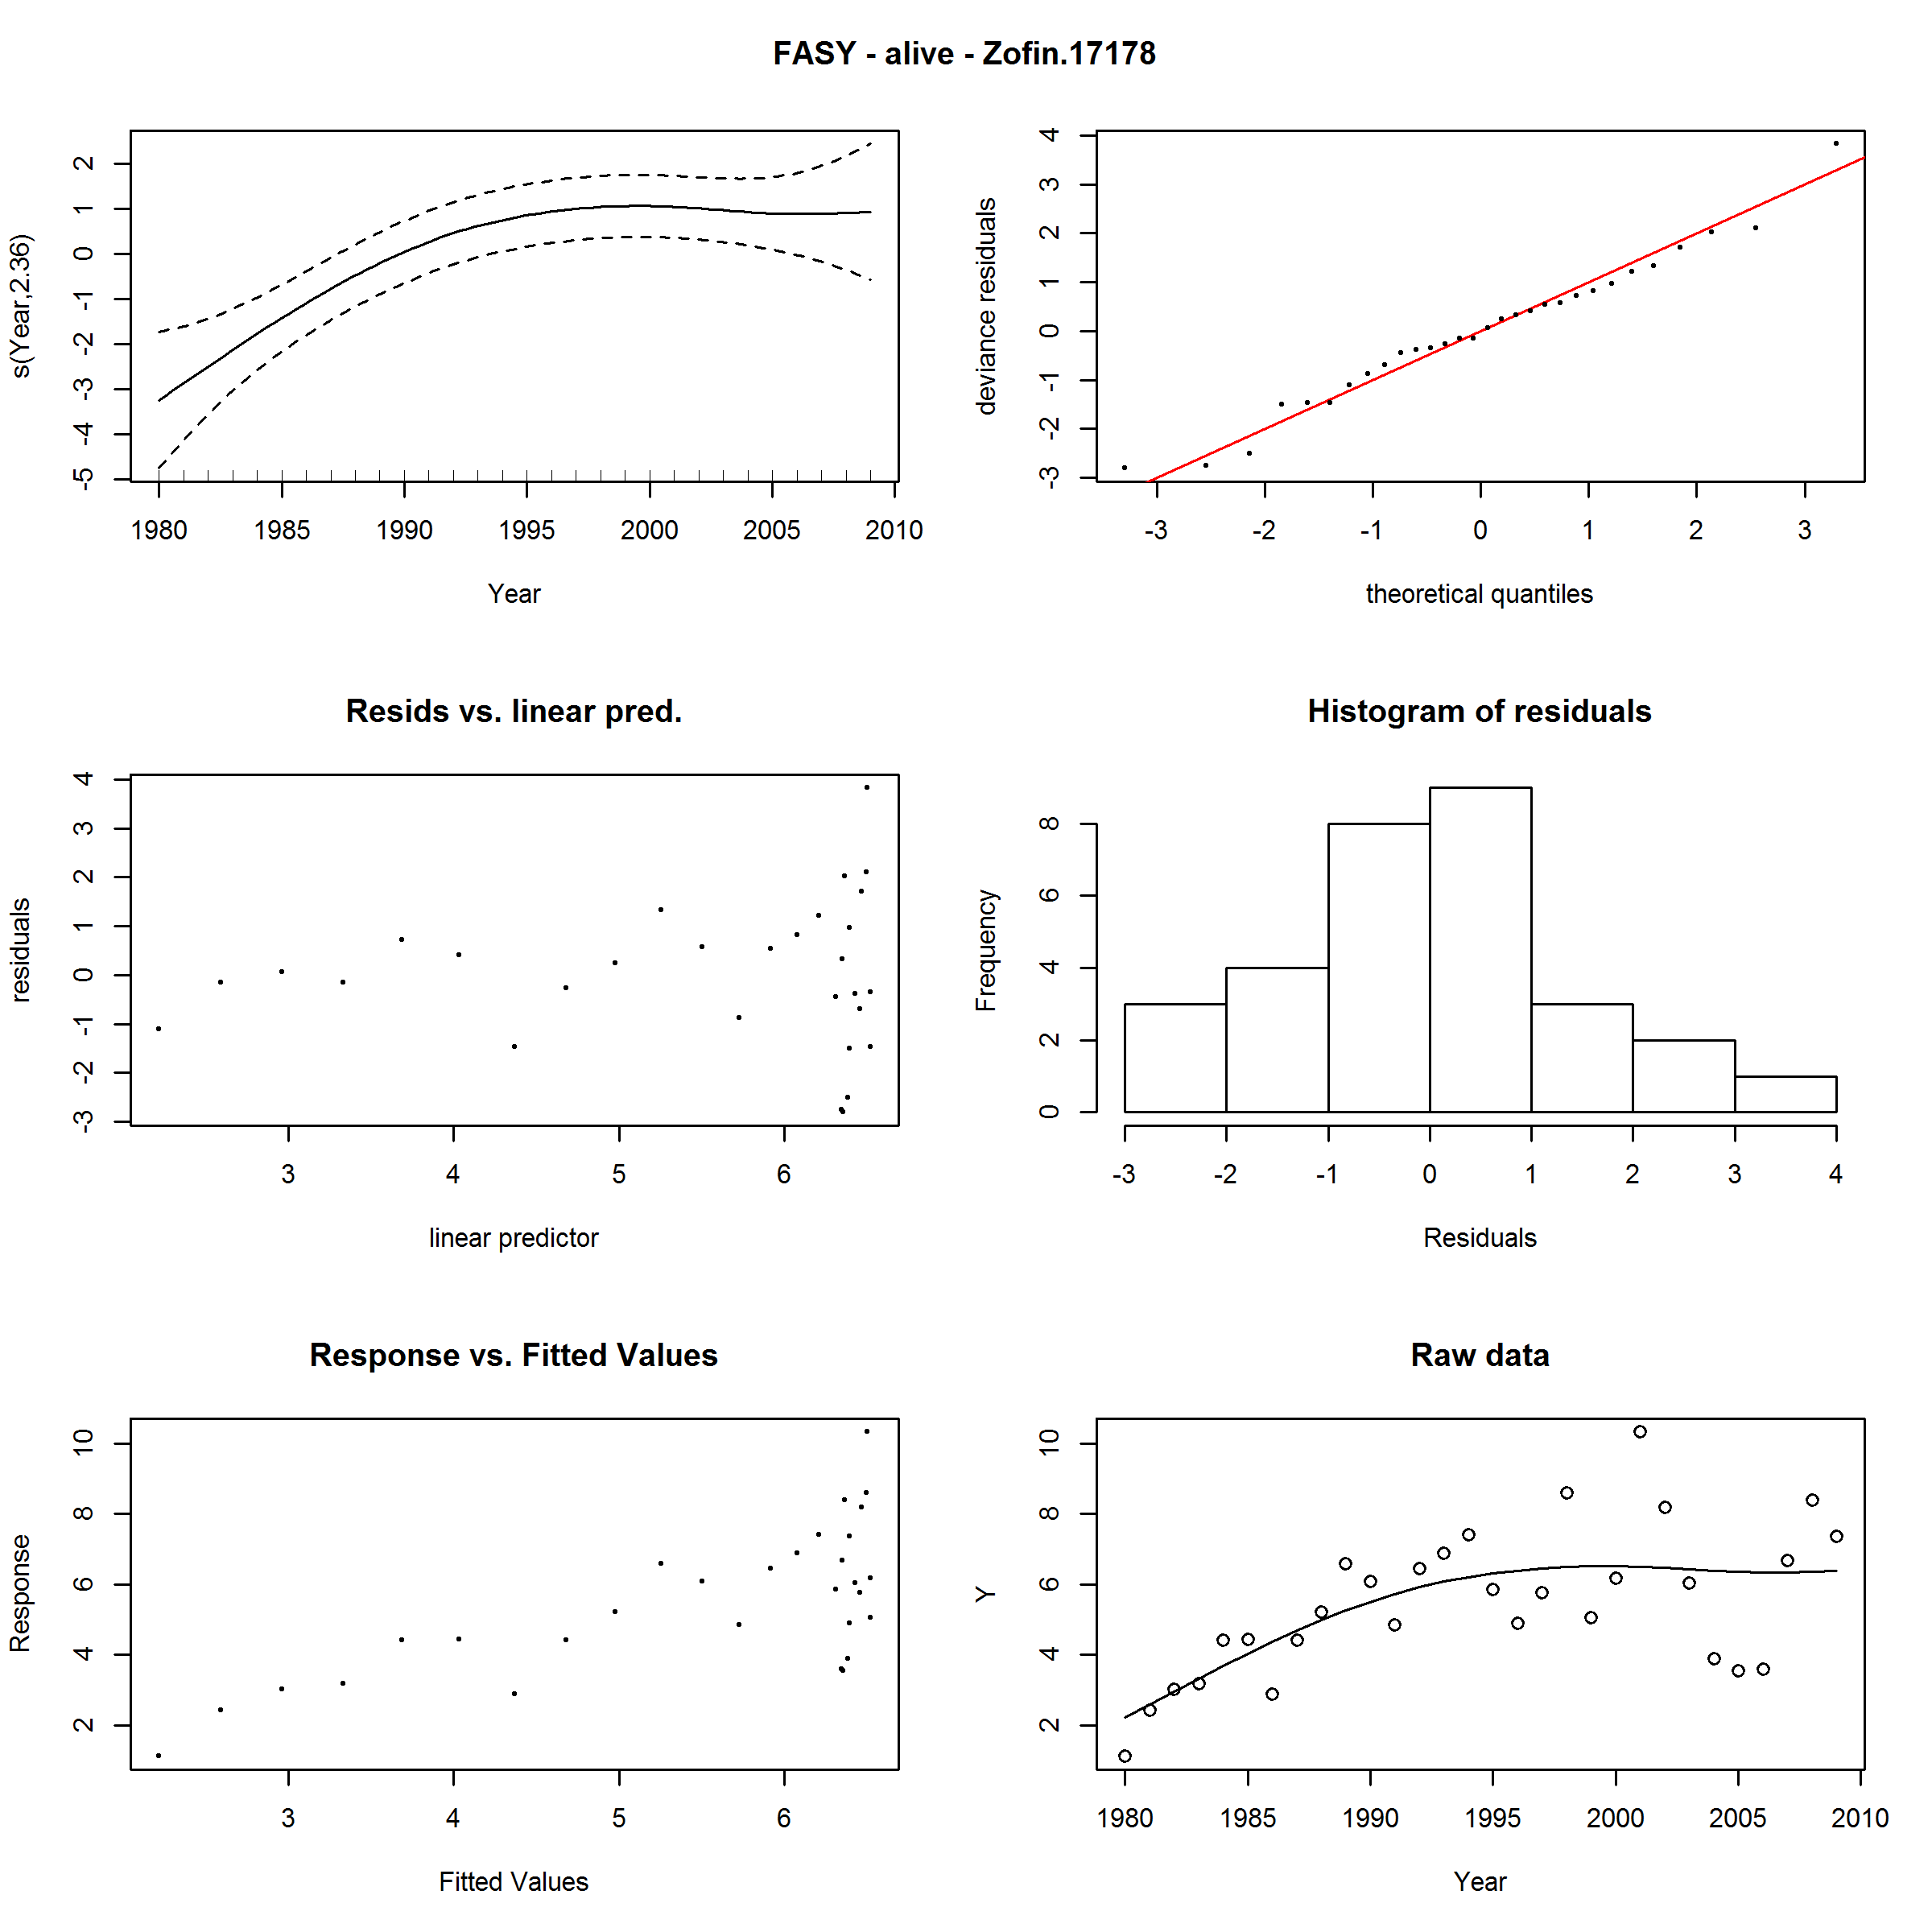 FASY - alive - Zofin.17178
s(Year,2.36)
2
1
0
-1
-2
-3
-4
-5
1980 1985 1990 1995 2000 2005 2010
Year
deviance residuals
4
3
2
1
0
-1
-2
-3
-3 -2 -1 0 1 2 3
theoretical quantiles
Resids vs. linear pred.
residuals
4
3
2
1
0
-1
-2
-3
3 4 5 6
linear predictor
Histogram of residuals
Frequency
8
6
4
2
0
-3 -2 -1 0 1 2 3 4
Residuals
Response vs. Fitted Values
Response
10
8
6
4
2
3 4 5 6
Fitted Values
Raw data
Y
10
8
6
4
2
1980 1985 1990 1995 2000 2005 2010
Year